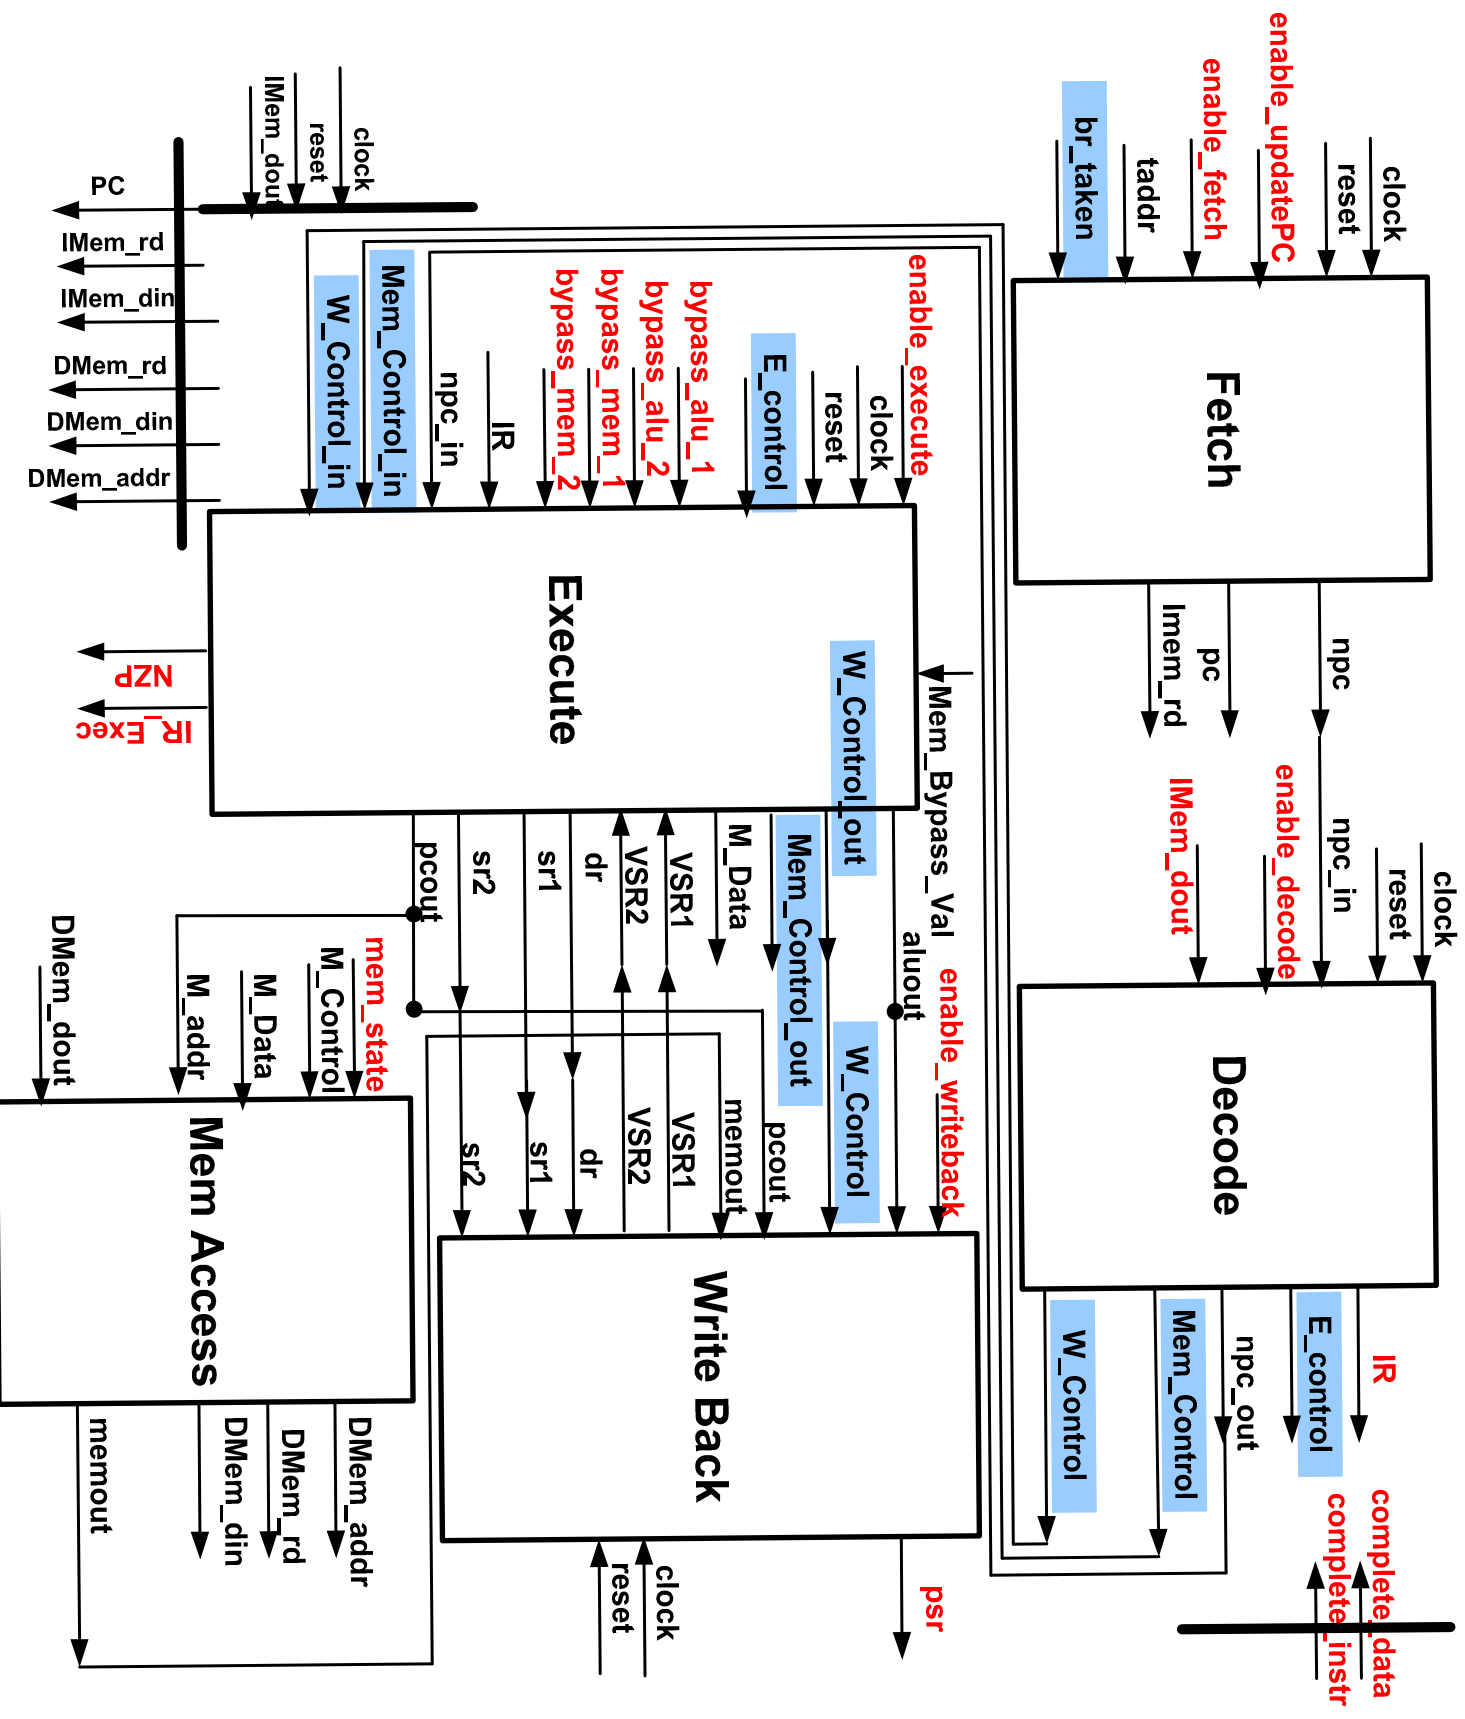 clock
reset
enable_updatePC
enable_fetch
taddr
br_taken
Fetch
npc
pc
Imem_rd
clock
reset
npc_in
enable_decode
IMem_dout
Decode
IR
E_control
npc_out
Mem_Control
W_Control
complete_data
complete_instr
enable_execute
clock
reset
E_control
bypass_alu_1
bypass_alu_2
bypass_mem_1
bypass_mem_2
IR
npc_in
Mem_Control_in
W_Control_in
Execute
Mem_Bypass_Val
aluout
W_Control_out
Mem_Control_out
M_Data
VSR1
VSR2
dr
sr1
sr2
pcout
NZP
IR_Exec
enable_writeback
W_Control
pcout
memout
VSR1
VSR2
dr
sr1
sr2
Write Back
psr
clock
reset
clock
reset
IMem_dout
PC
IMem_rd
IMem_din
DMem_rd
DMem_din
DMem_addr
mem_state
M_Control
M_Data
M_addr
DMem_dout
Mem Access
DMem_addr
DMem_rd
DMem_din
memout